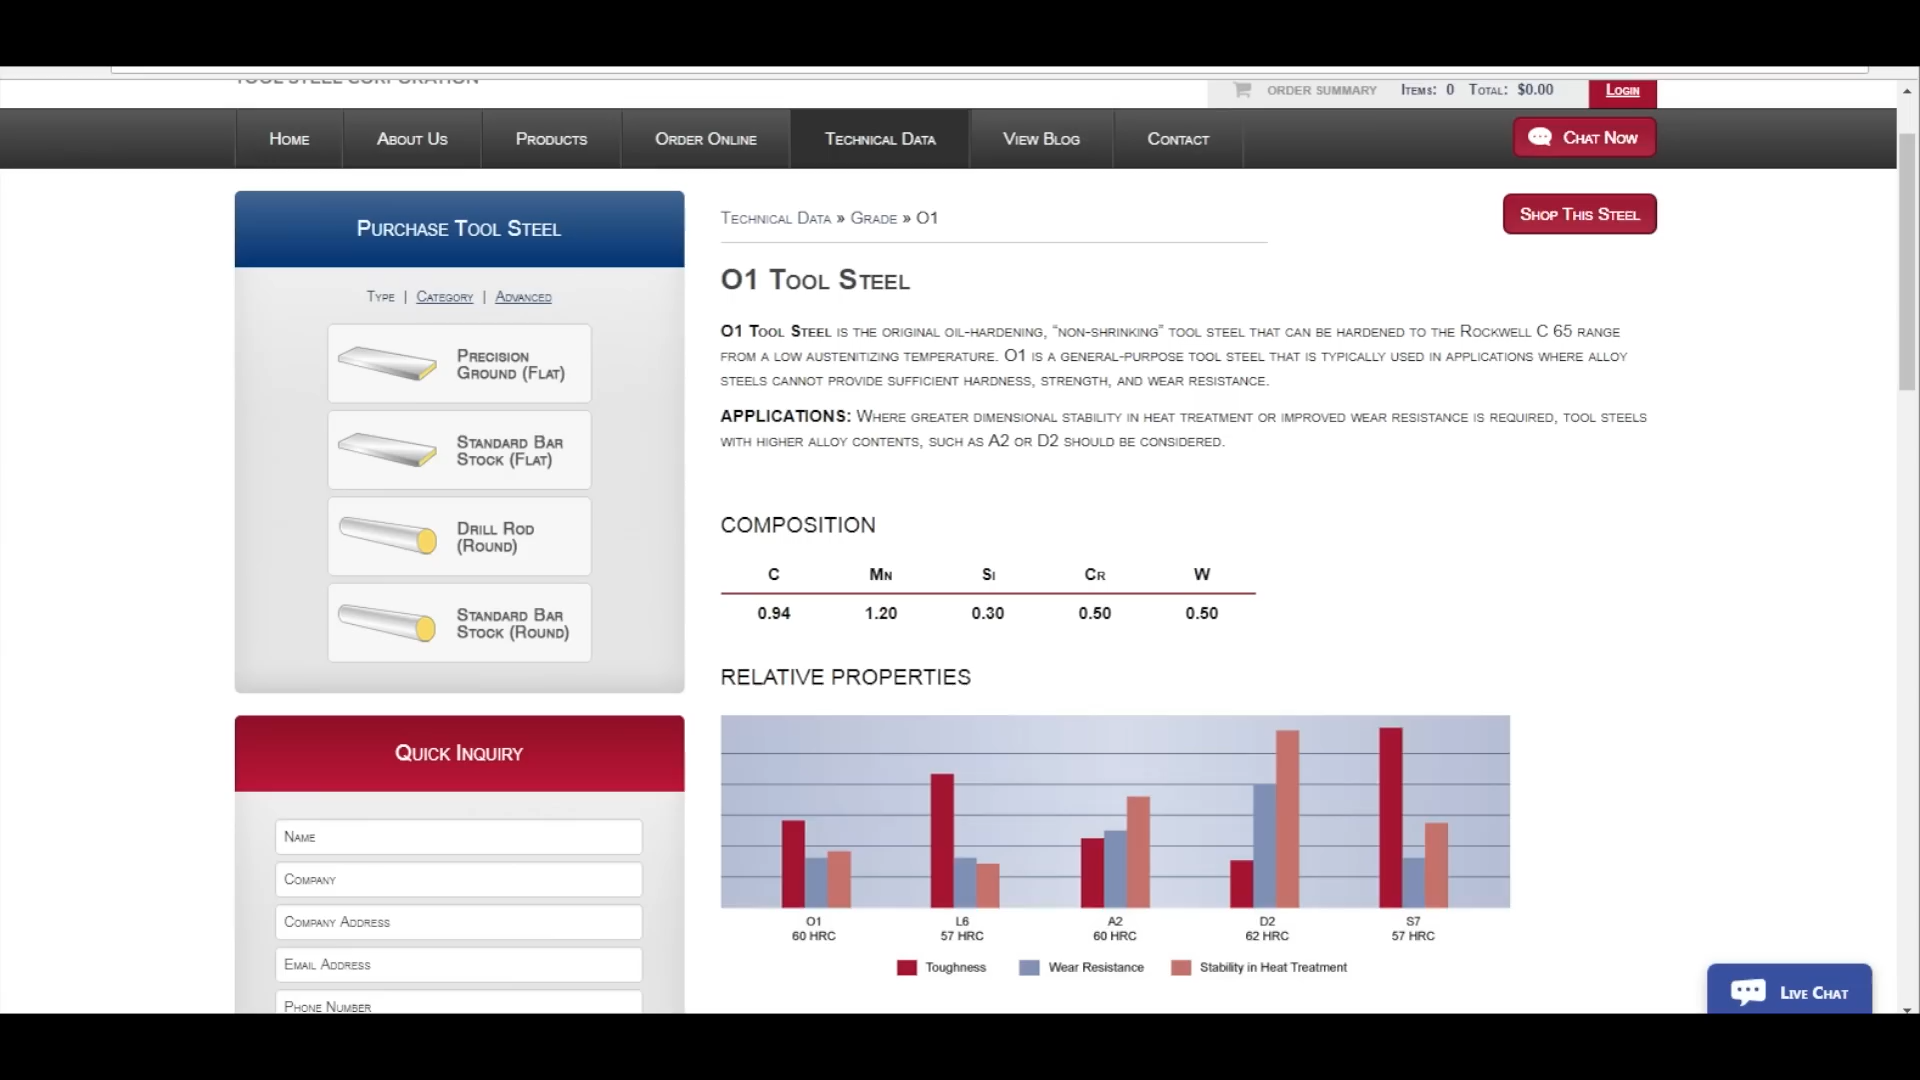 TOOL STEEL CORPORATION
ORDER SUMMARY Items: 0 Total: $0.00 Login
Home About Us Products Order Online Technical Data View Blog Contact Chat Now
Purchase Tool Steel
Type | Category | Advanced
Precision
Ground (Flat)
Standard Bar
Stock (Flat)
Drill Rod
(Round)
Standard Bar
Stock (Round)
Quick Inquiry
Name
Company
Company Address
Email Address
Phone Number
Technical Data » Grade » O1
Shop This Steel
O1 Tool Steel
O1 Tool Steel is the original oil-hardening, “non-shrinking” tool steel that can be hardened to the Rockwell C 65 range
from a low austenitizing temperature. O1 is a general-purpose tool steel that is typically used in applications where alloy
steels cannot provide sufficient hardness, strength, and wear resistance.
APPLICATIONS: Where greater dimensional stability in heat treatment or improved wear resistance is required, tool steels
with higher alloy contents, such as A2 or D2 should be considered.
COMPOSITION
C Mn Si Cr W
0.94 1.20 0.30 0.50 0.50
RELATIVE PROPERTIES
O1 L6 A2 D2 S7
60 HRC 57 HRC 60 HRC 62 HRC 57 HRC
Toughness Wear Resistance Stability in Heat Treatment
Live Chat